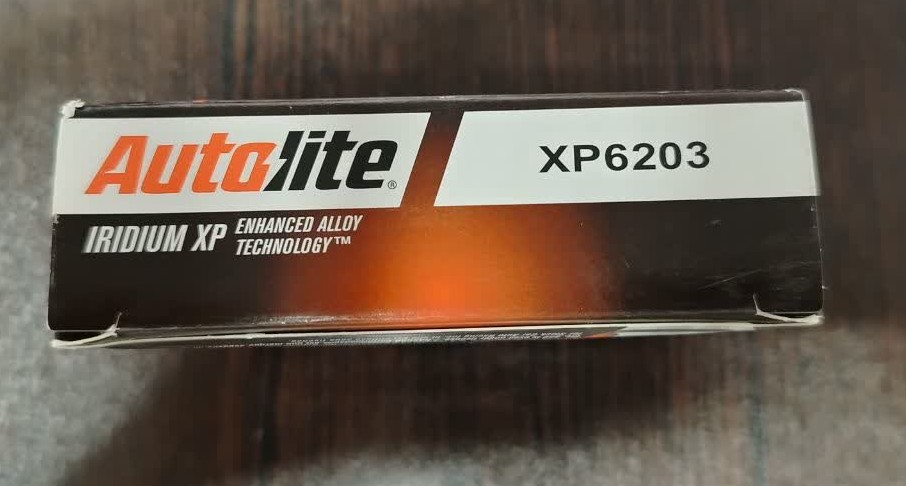 Autolite®
XP6203
IRIDIUM XP
ENHANCED ALLOY
TECHNOLOGY™